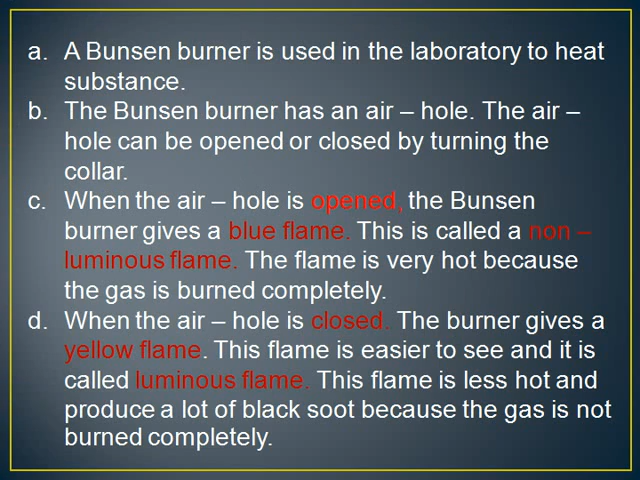 a. A Bunsen burner is used in the laboratory to heat
substance.
b. The Bunsen burner has an air – hole. The air –
hole can be opened or closed by turning the
collar.
c. When the air – hole is opened, the Bunsen
burner gives a blue flame. This is called a non –
luminous flame. The flame is very hot because
the gas is burned completely.
d. When the air – hole is closed. The burner gives a
yellow flame. This flame is easier to see and it is
called luminous flame. This flame is less hot and
produce a lot of black soot because the gas is not
burned completely.